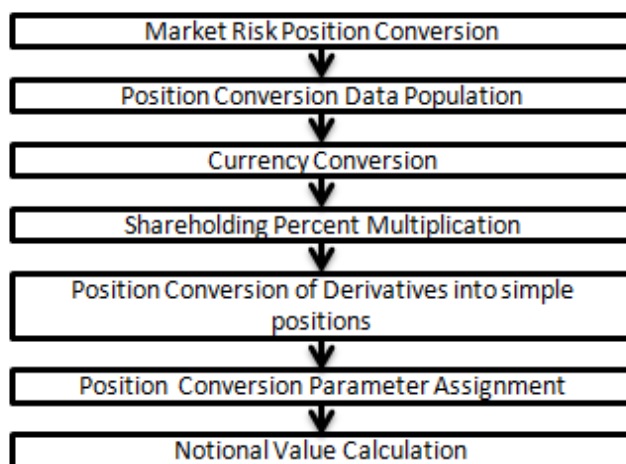 Market Risk Position Conversion
Position Conversion Data Population
Currency Conversion
Shareholding Percent Multiplication
Position Conversion of Derivatives into simple
positions
Position  Conversion Parameter Assignment
Notional Value Calculation